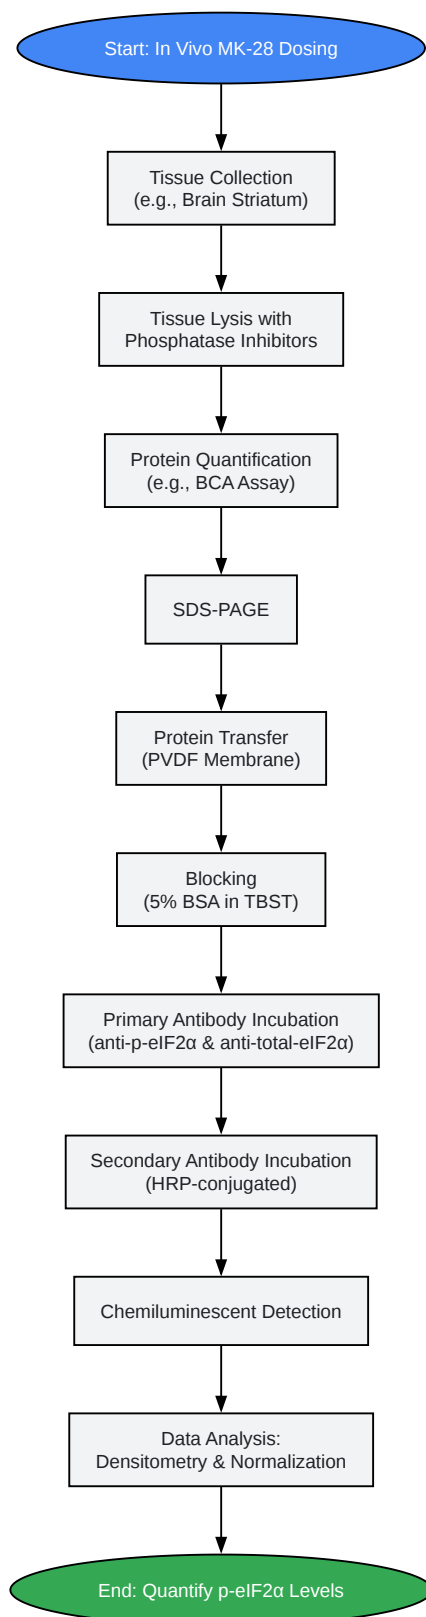 Start: In Vivo MK-28 Dosing
Tissue Collection
(e.g., Brain Striatum)
Tissue Lysis with
Phosphatase Inhibitors
Protein Quantification
(e.g., BCA Assay)
SDS-PAGE
Protein Transfer
(PVDF Membrane)
Blocking
(5% BSA in TBST)
Primary Antibody Incubation
(anti-p-eIF2α & anti-total-eIF2α)
Secondary Antibody Incubation
(HRP-conjugated)
Chemiluminescent Detection
Data Analysis:
Densitometry & Normalization
End: Quantify p-eIF2α Levels